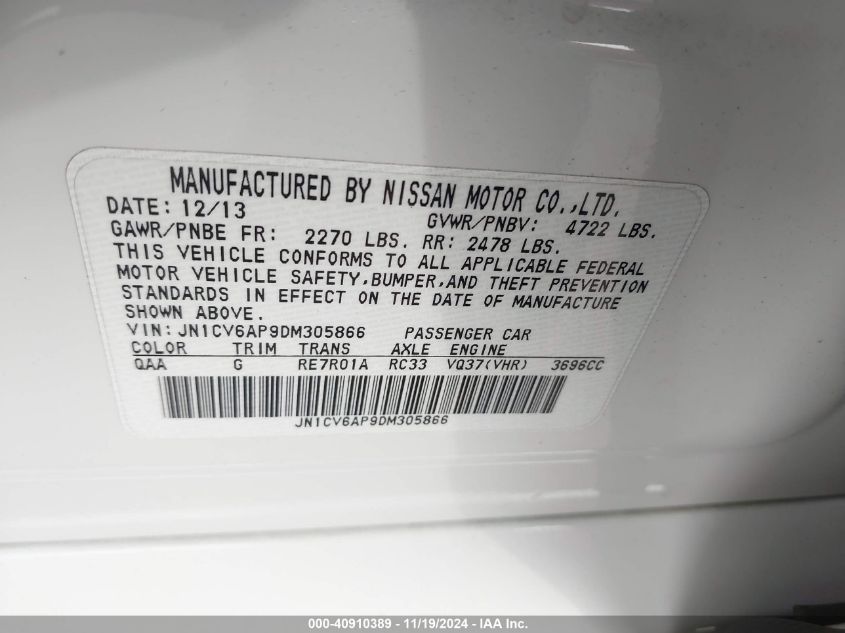 MANUFACTURED BY NISSAN MOTOR CO.,LTD.
DATE: 12/13 GVWR/PNBV: 4722 LBS.
GAWR/PNBE FR: 2270 LBS. RR: 2478 LBS.
THIS VEHICLE CONFORMS TO ALL APPLICABLE FEDERAL
MOTOR VEHICLE SAFETY,BUMPER,AND THEFT PREVENTION
STANDARDS IN EFFECT ON THE DATE OF MANUFACTURE
SHOWN ABOVE.
VIN:JN1CV6AP9DM305866 PASSENGER CAR
COLOR TRIM TRANS AXLE ENGINE
QAA G RE7R01A RC33 VQ37(VHR) 3696CC
JN1CV6AP9DM305866
000-40910389 - 11/19/2024 - IAA Inc.